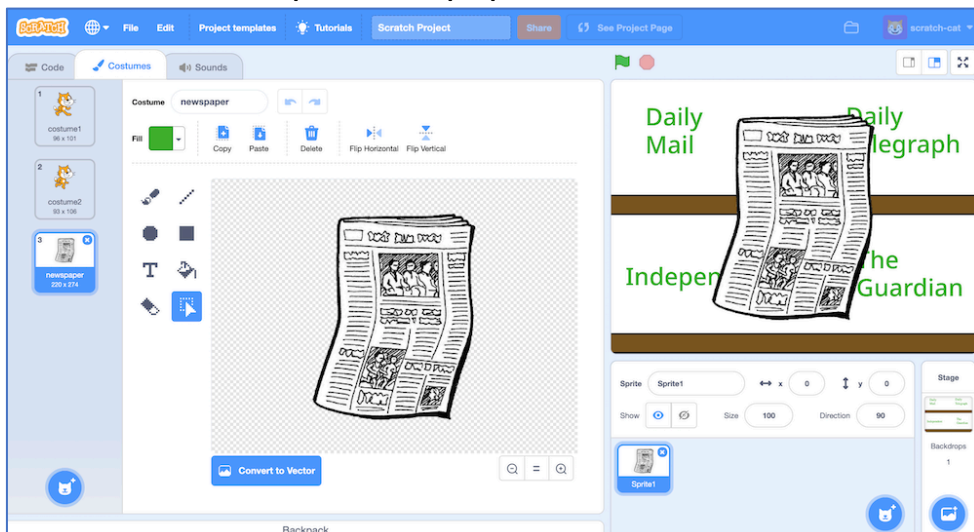 SCRATCH File Edit Project templates Tutorials Scratch Project Share See Project Page scratch-cat
Code Costumes Sounds
1
costume1
96 x 101
2
costume2
93 x 106
3
newspaper
220 x 274
Costume newspaper
Fill Copy Paste Delete Flip Horizontal Flip Vertical
T
Convert to Vector
Backpack
Daily
Mail
Daily
legraph
Indepen
The
Guardian
Sprite Sprite1 x 0 y 0
Show Size 100 Direction 90
Sprite1
Stage
Backdrops
1